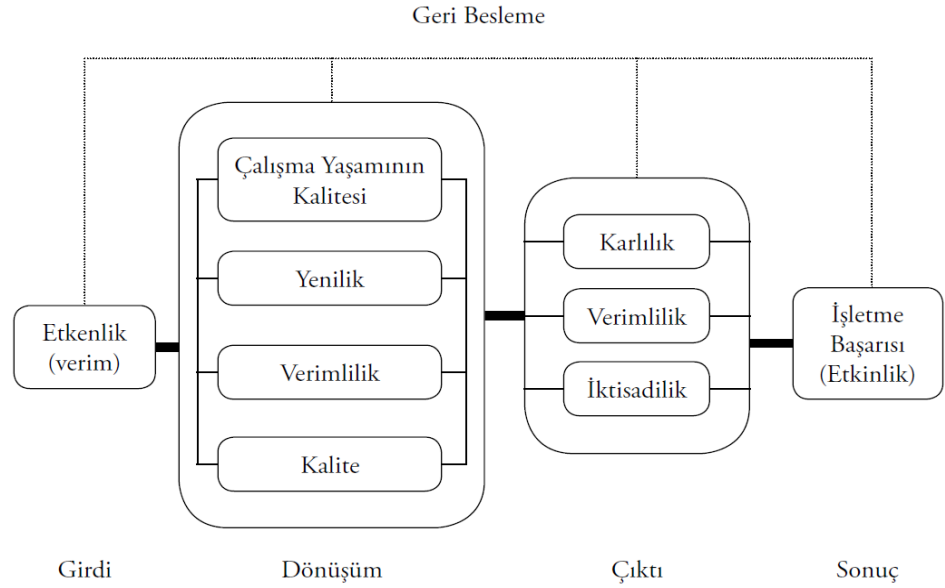 Geri Besleme
Etkenlik
(verim)
Çalışma Yaşamının
Kalitesi
Yenilik
Verimlilik
Kalite
Karlılık
Verimlilik
İktisadilik
İşletme
Başarısı
(Etkinlik)
Girdi
Dönüşüm
Çıktı
Sonuç